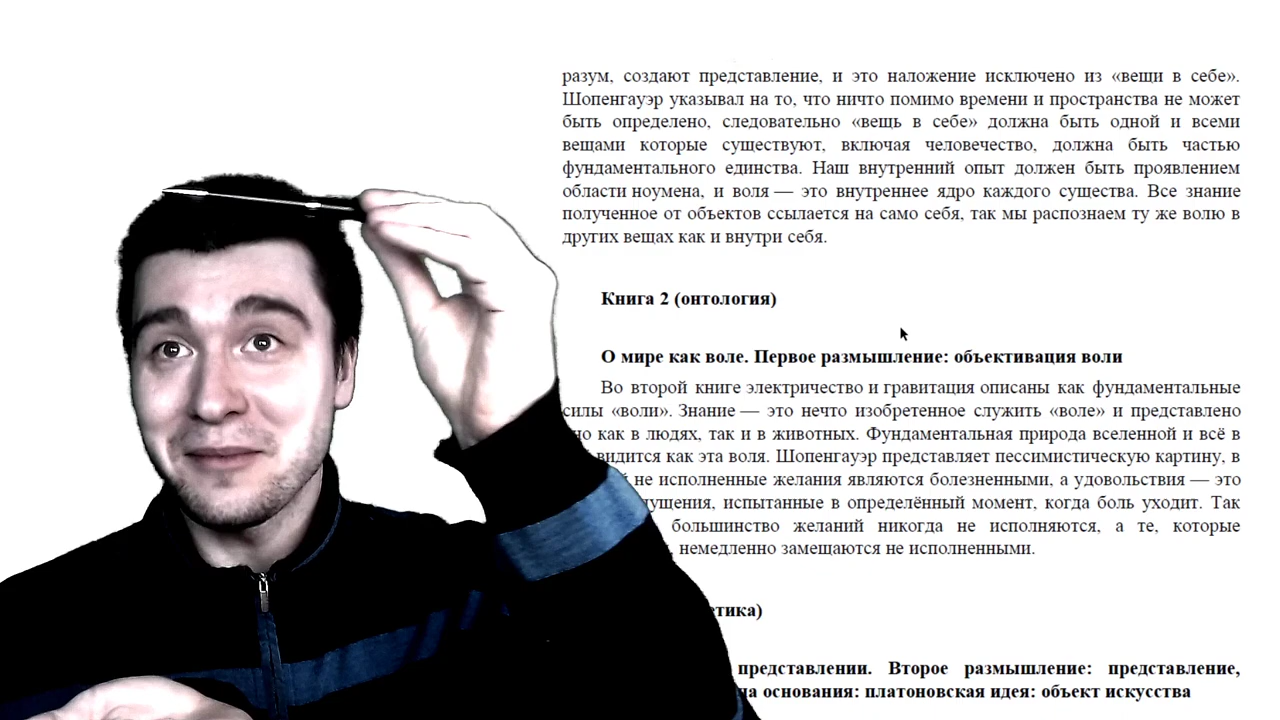 разум, создают представление, и это наложение исключено из «вещи в себе».
Шопенгауэр указывал на то, что ничто помимо времени и пространства не может
быть определено, следовательно «вещь в себе» должна быть одной и всеми
вещами которые существуют, включая человечество, должна быть частью
фундаментального единства. Наш внутренний опыт должен быть проявлением
области ноумена, и воля — это внутреннее ядро каждого существа. Все знание
полученное от объектов ссылается на само себя, так мы распознаем ту же волю в
других вещах как и внутри себя.
Книга 2 (онтология)
О мире как воле. Первое размышление: объективация воли
Во второй книге электричество и гравитация описаны как фундаментальные
силы «воли». Знание — это нечто изобретенное служить «воле» и представлено
но как в людях, так и в животных. Фундаментальная природа вселенной и всё в
видится как эта воля. Шопенгауэр представляет пессимистическую картину, в
не исполненные желания являются болезненными, а удовольствия — это
ущения, испытанные в определённый момент, когда боль уходит. Так
большинство желаний никогда не исполняются, а те, которые
немедленно замещаются не исполненными.
тика)
представлении. Второе размышление: представление,
основания: платоновская идея: объект искусства